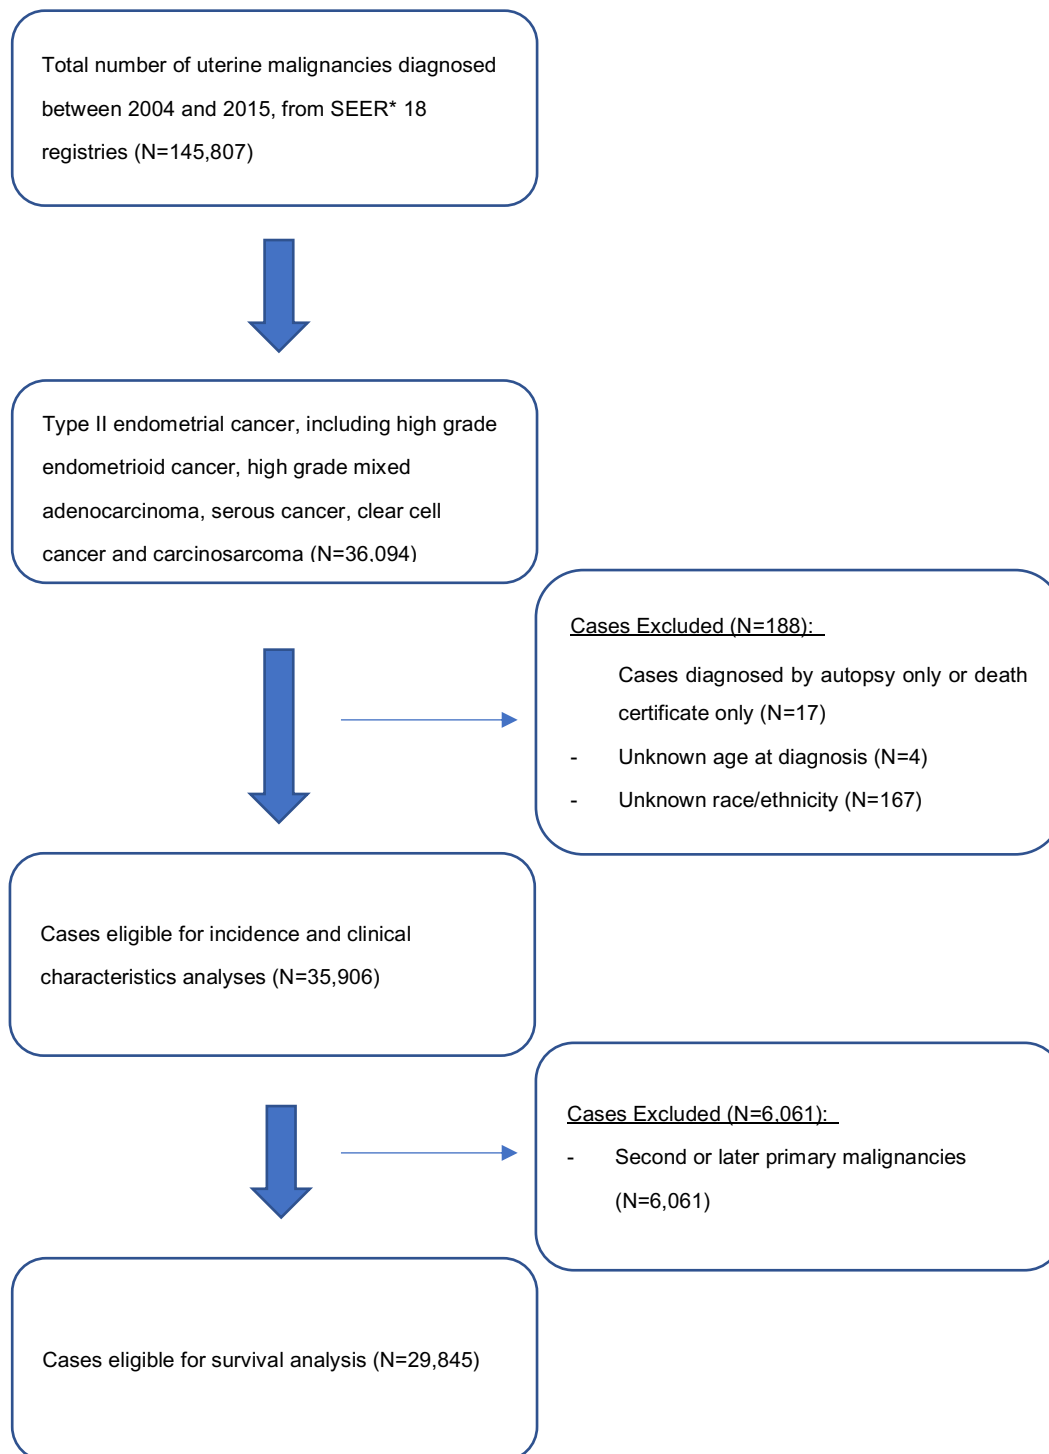 Total number of uterine malignancies diagnosed
between 2004 and 2015, from SEER* 18
registries (N=145,807)
Type II endometrial cancer, including high grade
endometrioid cancer, high grade mixed
adenocarcinoma, serous cancer, clear cell
cancer and carcinosarcoma (N=36,094)
Cases Excluded (N=188):
Cases diagnosed by autopsy only or death
certificate only (N=17)
- Unknown age at diagnosis (N=4)
- Unknown race/ethnicity (N=167)
Cases eligible for incidence and clinical
characteristics analyses (N=35,906)
Cases Excluded (N=6,061):
- Second or later primary malignancies
(N=6,061)
Cases eligible for survival analysis (N=29,845)